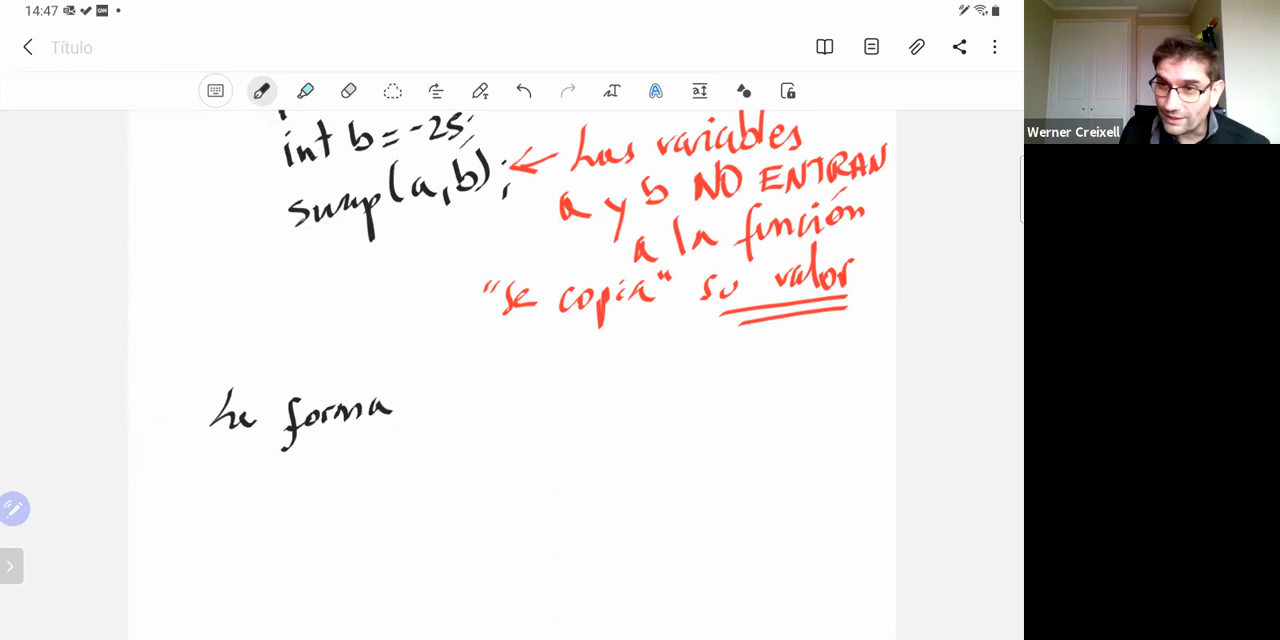 14:47
Título
int b = -25;
swap(a,b); ← Las variables
a y b NO ENTRAN
a la función
"se copia" su valor
La forma
Werner Creixell